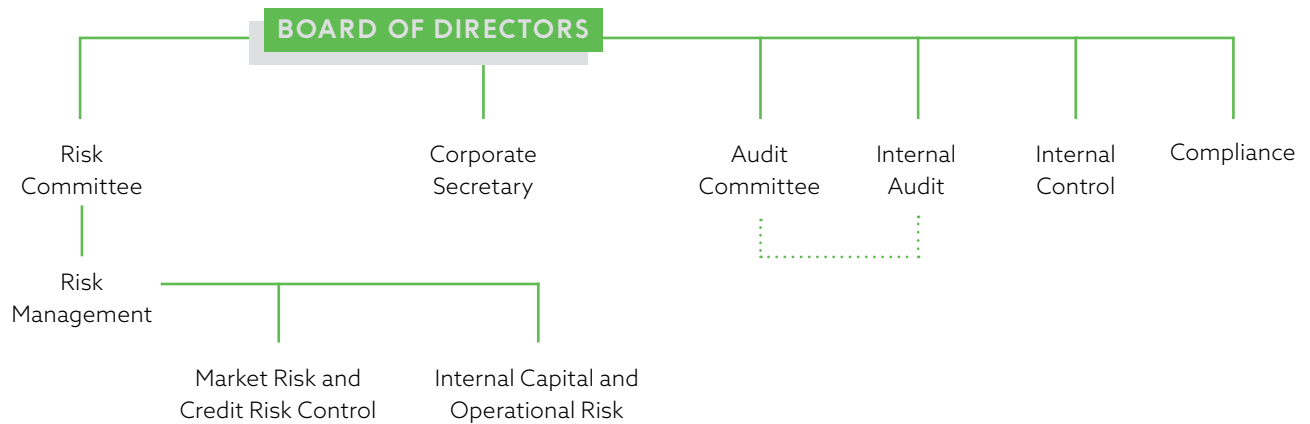 BOARD OF DIRECTORS
Risk
Committee
Corporate
Secretary
Audit
Committee
Internal
Audit
Internal
Control
Compliance
Risk
Management
Market Risk and
Credit Risk Control
Internal Capital and
Operational Risk